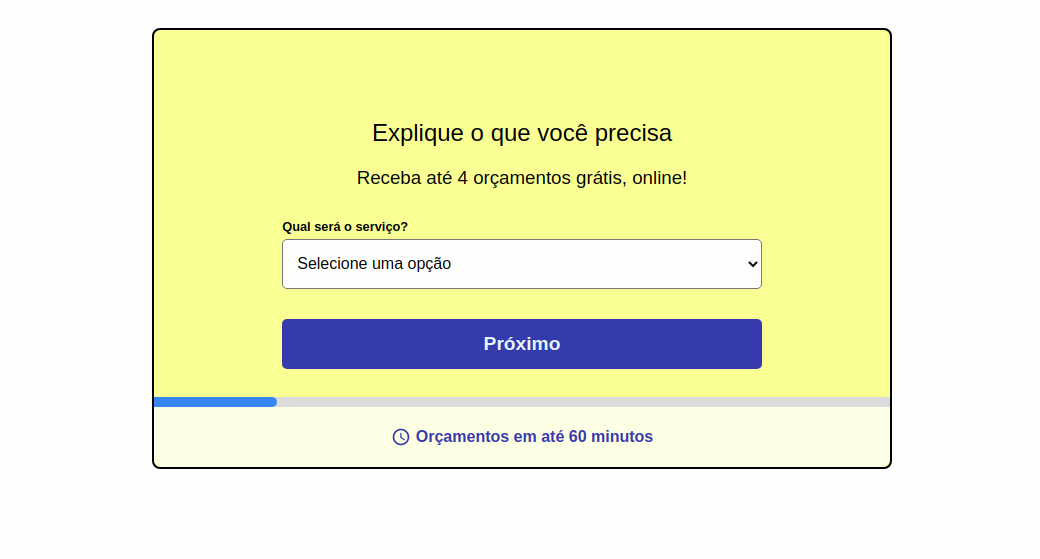 Explique o que você precisa
Receba até 4 orçamentos grátis, online!
Qual será o serviço?
Selecione uma opção
Próximo
Orçamentos em até 60 minutos